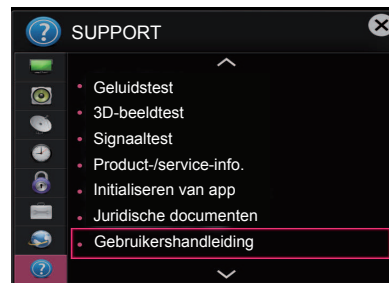 SUPPORT
Geluidstest
3D-beeldtest
Signaaltest
Product-/service-info.
Initialiseren van app
Juridische documenten
Gebruikershandleiding